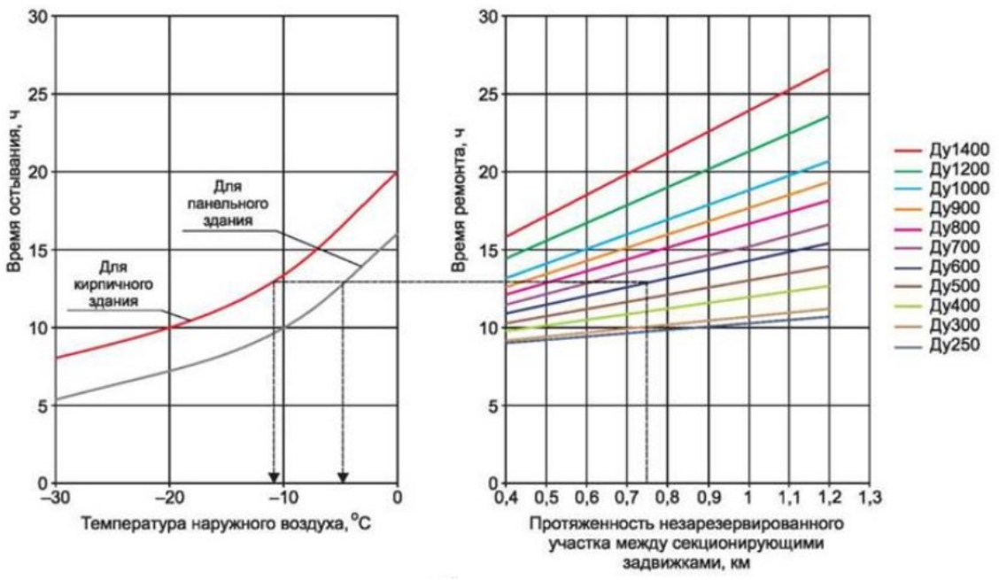 30
25
20
15
10
5
0
Время остывания, ч
Для
панельного
здания
Для
кирпичного
здания
–30
–20
–10
0
Температура наружного воздуха, °С
30
25
20
15
10
5
0
Время ремонта, ч
0,4
0,5
0,6
0,7
0,8
0,9
1
1,1
1,2
1,3
Протяженность незарезервированного
участка между секционирующими
задвижками, км
Ду1400
Ду1200
Ду1000
Ду900
Ду800
Ду700
Ду600
Ду500
Ду400
Ду300
Ду250